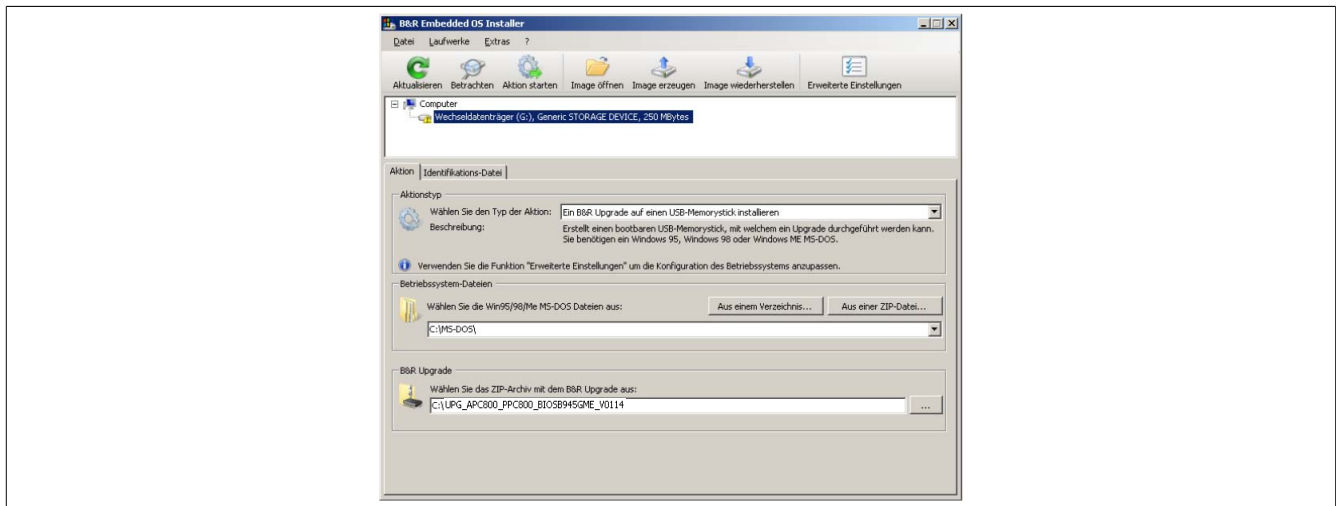 B&R Embedded OS Installer
Datei Laufwerke Extras ?
Aktualisieren Betrachten Aktion starten Image öffnen Image erzeugen Image wiederherstellen Erweiterte Einstellungen
Computer
Wechseldatenträger (G:), Generic STORAGE DEVICE, 250 MBytes
Aktion Identifikations-Datei
Aktionstyp
Wählen Sie den Typ der Aktion: Ein B&R Upgrade auf einen USB-Memorystick installieren
Beschreibung: Erstellt einen bootbaren USB-Memorystick, mit welchem ein Upgrade durchgeführt werden kann.
Sie benötigen ein Windows 95, Windows 98 oder Windows ME MS-DOS.
Verwenden Sie die Funktion "Erweiterte Einstellungen" um die Konfiguration des Betriebssystems anzupassen.
Betriebssystem-Dateien
Wählen Sie die Win95/98/Me MS-DOS Dateien aus: Aus einem Verzeichnis... Aus einer ZIP-Datei...
C:\MS-DOS\
B&R Upgrade
Wählen Sie das ZIP-Archiv mit dem B&R Upgrade aus:
C:\UPG_APC800_PPC800_BIOSB945GME_V0114 ...